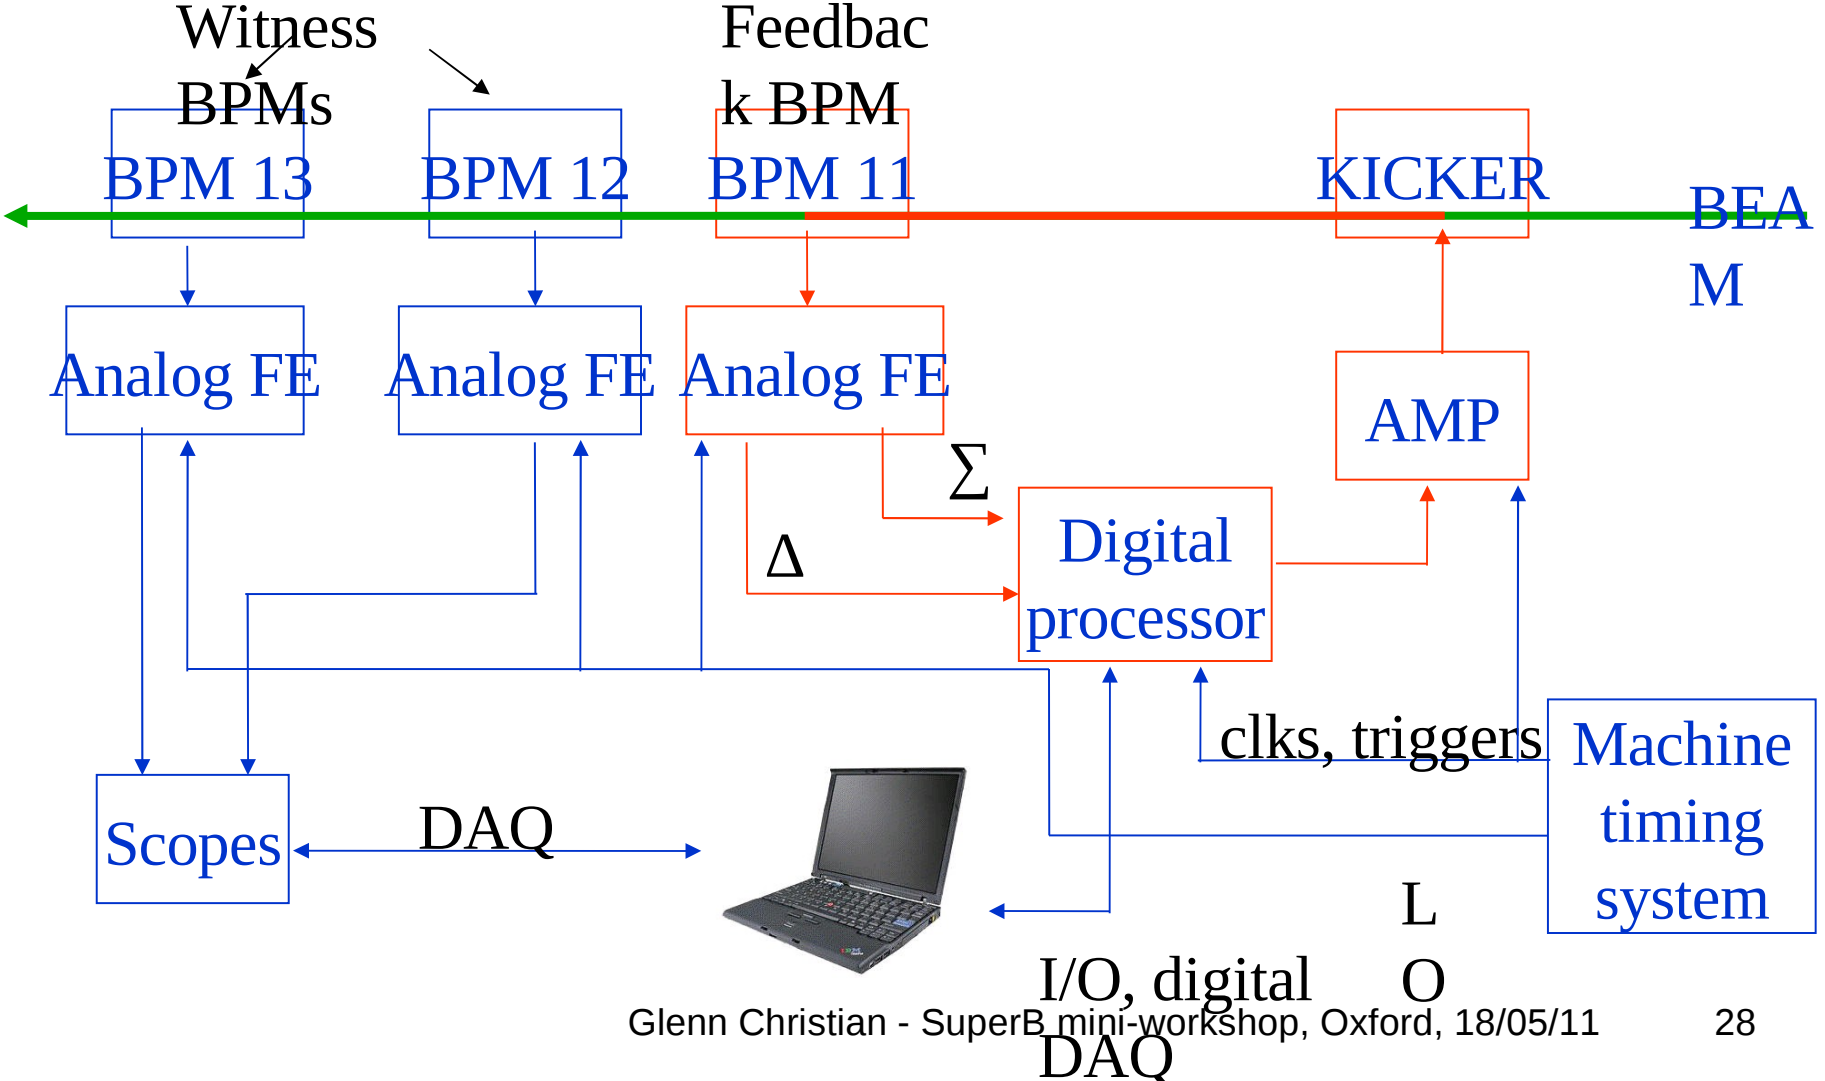 Witness
BPMs
Feedbac
k BPM
BPM 13
BPM 12
BPM 11
KICKER
BEA
M
Analog FE
Analog FE
Analog FE
AMP
∑
Δ
Digital
processor
clks, triggers
Machine
timing
system
Scopes
DAQ
L
O
I/O, digital
DAQ
Glenn Christian - SuperB mini-workshop, Oxford, 18/05/11
28